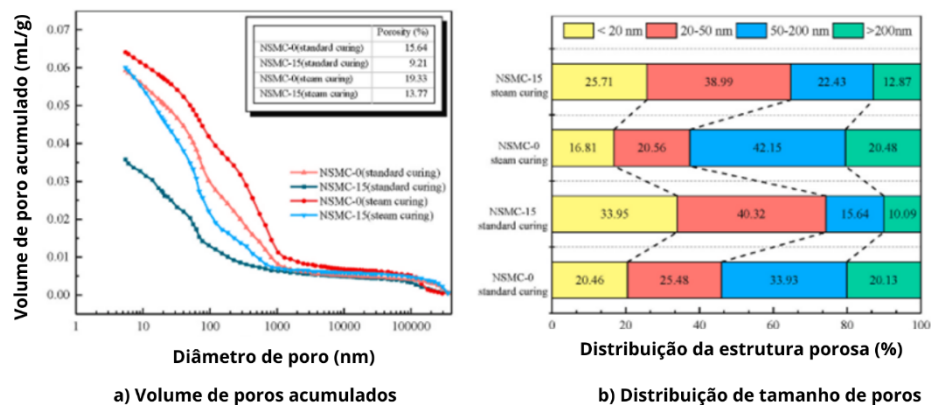 Volume de poro acumulado (mL/g)
0.07
0.06
0.05
0.04
0.03
0.02
0.01
0.00
Porosity (%)
NSMC-0(standard curing) 15.64
NSMC-15(standard curing) 9.21
NSMC-0(steam curing) 19.33
NSMC-15(steam curing) 13.77
NSMC-0(standard curing)
NSMC-15(standard curing)
NSMC-0(steam curing)
NSMC-15(steam curing)
1 10 100 1000 10000 100000
Diâmetro de poro (nm)
a) Volume de poros acumulados
< 20 nm 20-50 nm 50-200 nm >200nm
NSMC-15
steam curing
25.71 38.99 22.43 12.87
NSMC-0
steam curing
16.81 20.56 42.15 20.48
NSMC-15
standard curing
33.95 40.32 15.64 10.09
NSMC-0
standard curing
20.46 25.48 33.93 20.13
0 20 40 60 80 100
Distribuição da estrutura porosa (%)
b) Distribuição de tamanho de poros